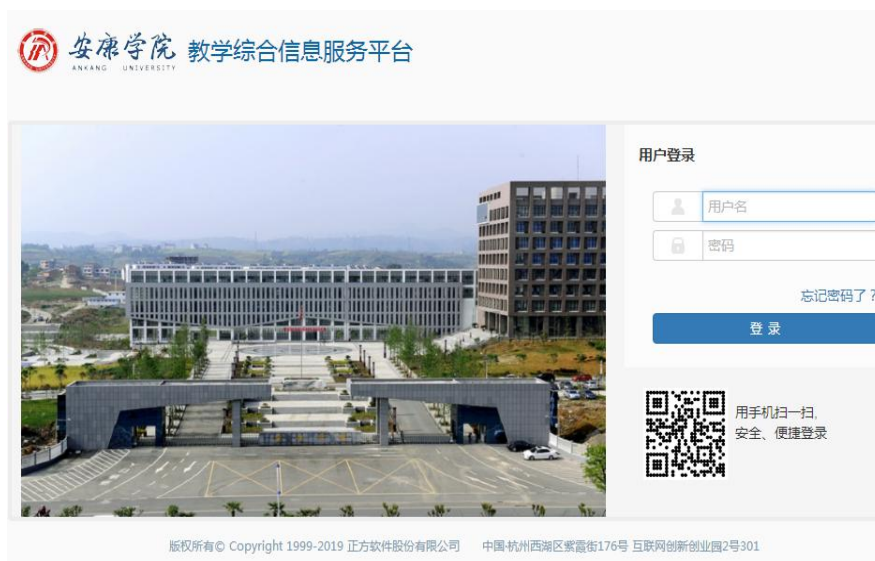 安康学院 教学综合信息服务平台
ANKANG UNIVERSITY
用户登录
用户名
密码
忘记密码了?
登 录
用手机扫一扫,
安全、便捷登录
版权所有© Copyright 1999-2019 正方软件股份有限公司 中国·杭州西湖区紫霞街176号 互联网创新创业园2号301